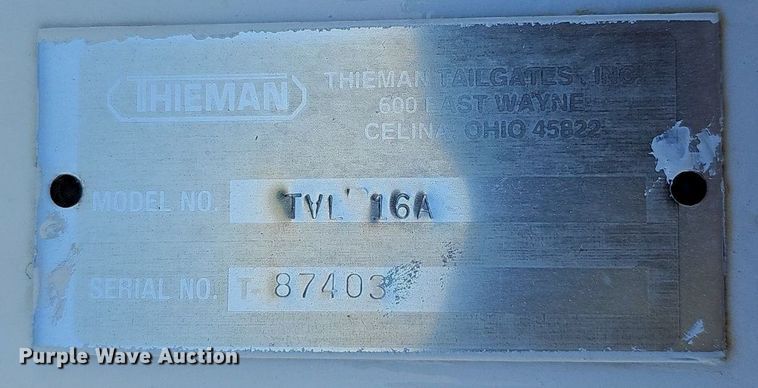 THIEMAN
THIEMAN TAILGATES, INC.
600 EAST WAYNE
CELINA, OHIO 45822
MODEL NO. TVL 16A
SERIAL NO. T- 87403
Purple Wave Auction